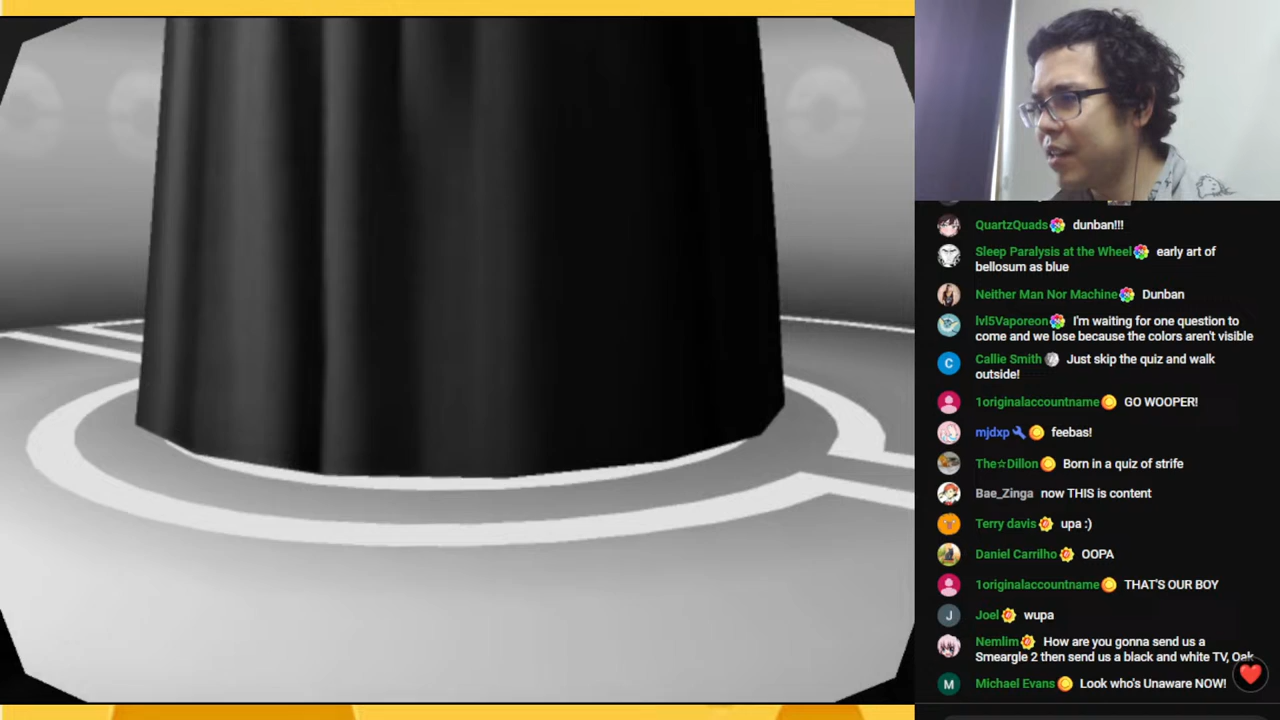 QuartzQuads dunban!!!
Sleep Paralysis at the Wheel early art of
bellosum as blue
Neither Man Nor Machine Dunban
lvl5Vaporeon I'm waiting for one question to
come and we lose because the colors aren't visible
C Callie Smith Just skip the quiz and walk
outside!
1originalaccountname GO WOOPER!
mjdxp feebas!
The☆Dillon Born in a quiz of strife
Bae_Zinga now THIS is content
Terry davis upa :)
Daniel Carrilho OOPA
1originalaccountname THAT'S OUR BOY
J Joel wupa
Nemlim How are you gonna send us a
Smeargle 2 then send us a black and white TV, Oak
M Michael Evans Look who's Unaware NOW!